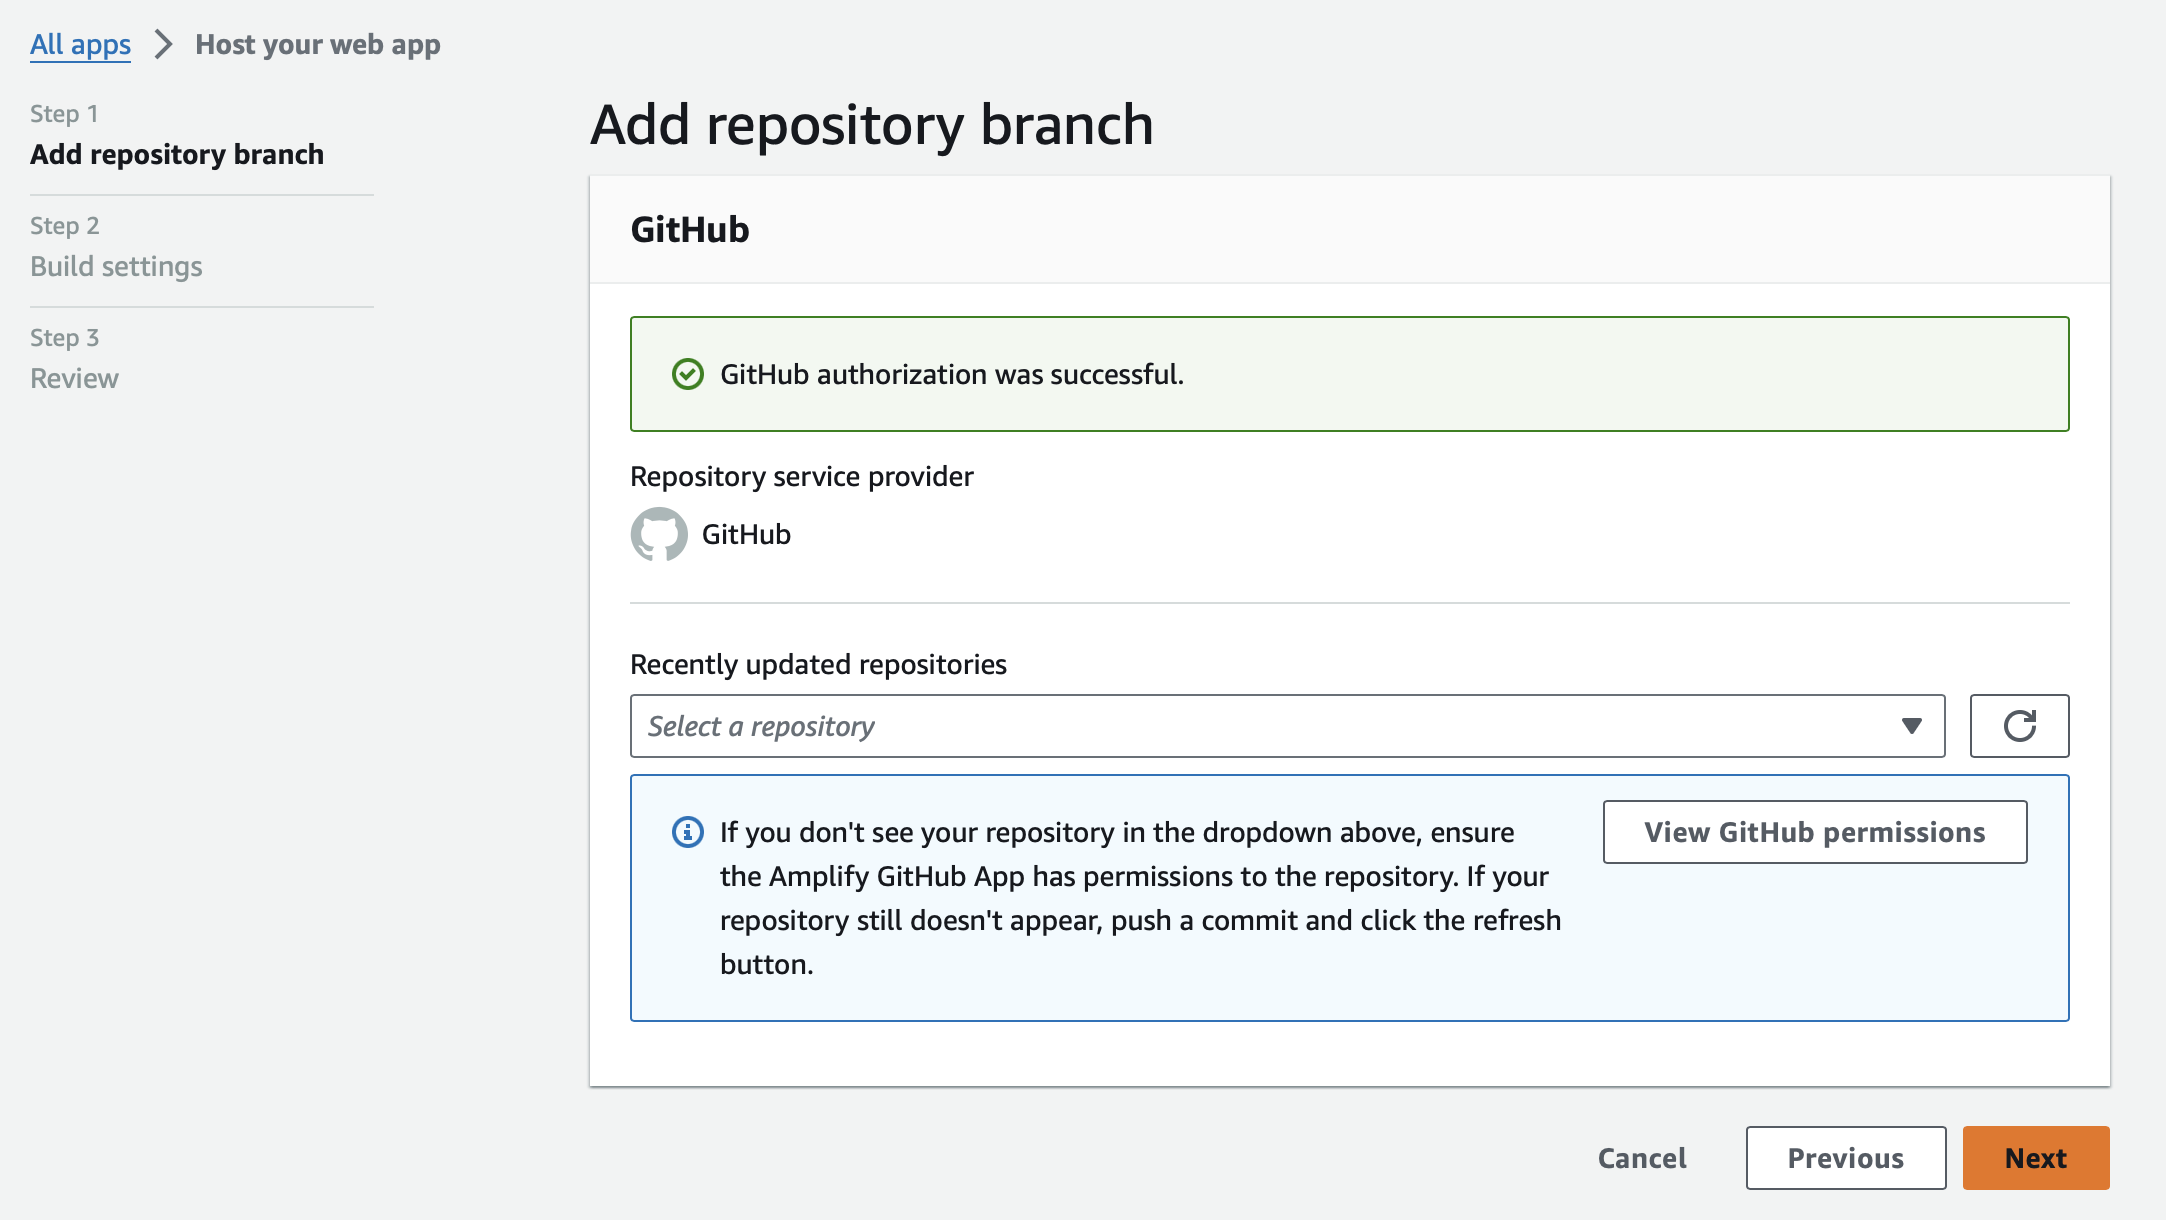 All apps > Host your web app
Step 1
Add repository branch
Step 2
Build settings
Step 3
Review
Add repository branch
GitHub
GitHub authorization was successful.
Repository service provider
GitHub
Recently updated repositories
Select a repository
If you don't see your repository in the dropdown above, ensure
the Amplify GitHub App has permissions to the repository. If your
repository still doesn't appear, push a commit and click the refresh
button.
View GitHub permissions
Cancel
Previous
Next